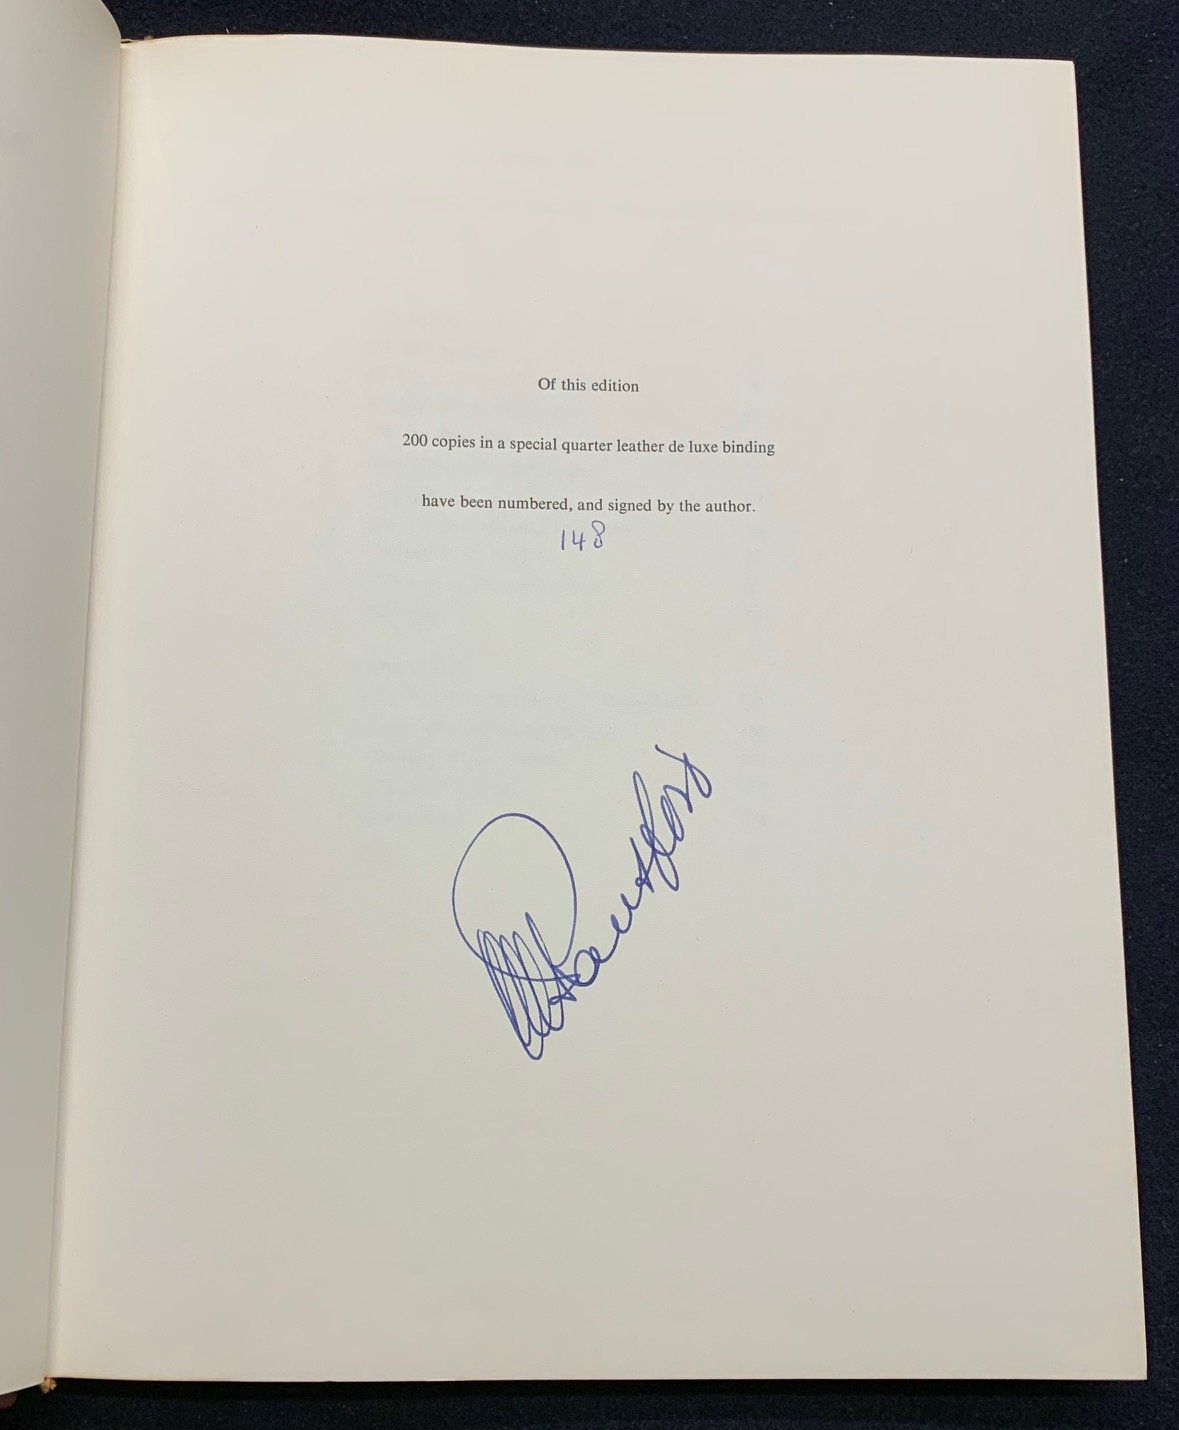 Of this edition
200 copies in a special quarter leather de luxe binding
have been numbered, and signed by the author.
148